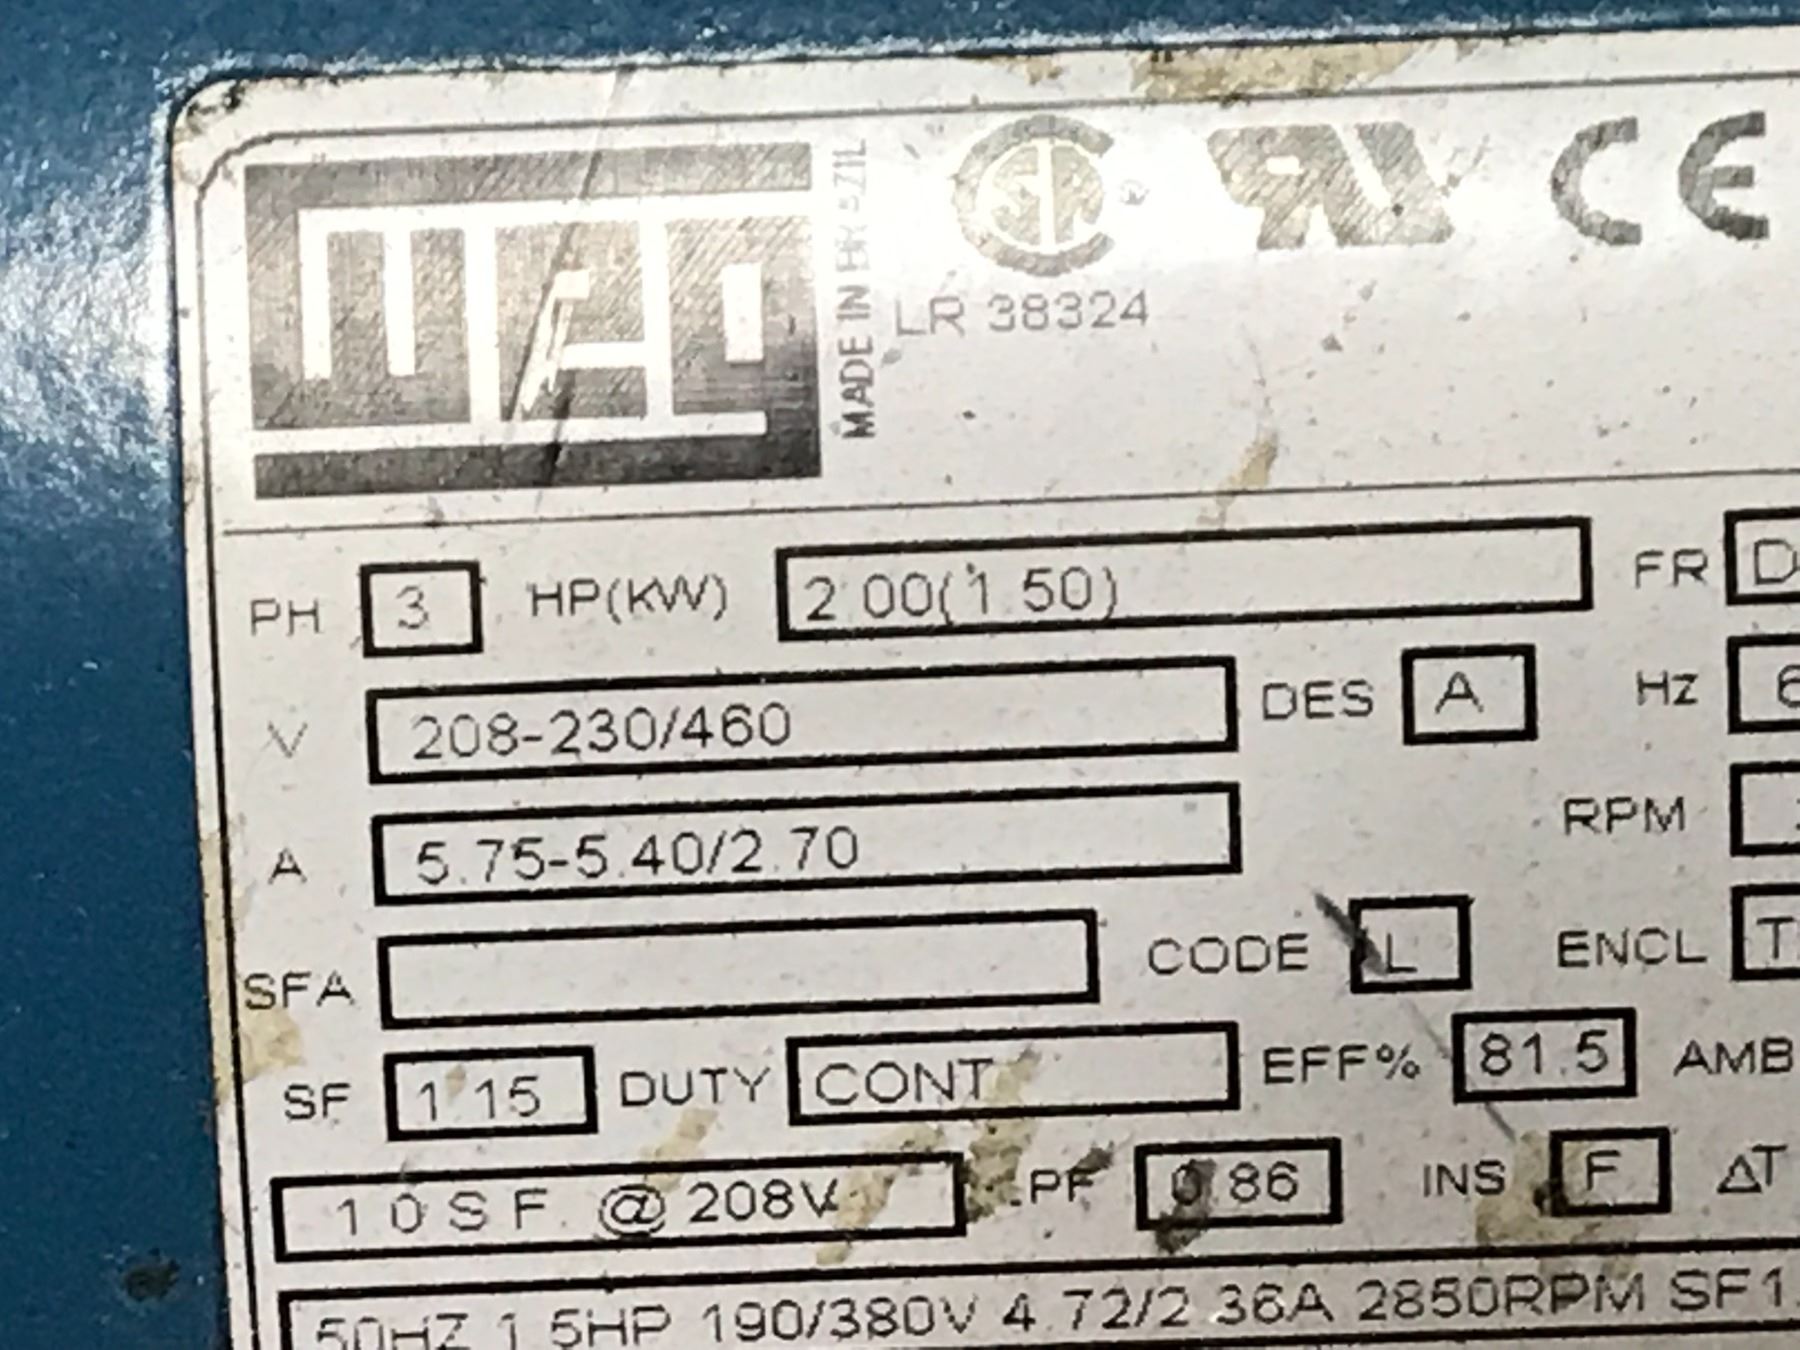 WEG
MADE IN BRAZIL
LR 38324
CE
PH 3 HP(KW) 2.00(1.50) FR D
V 208-230/460 DES A Hz 6
A 5.75-5.40/2.70 RPM
SFA CODE L ENCL T
SF 1.15 DUTY CONT EFF% 81.5 AMB
1.0 S F. @ 208V PF 0.86 INS F ΔT
50HZ 1.5HP 190/380V 4.72/2.36A 2850RPM SF1.